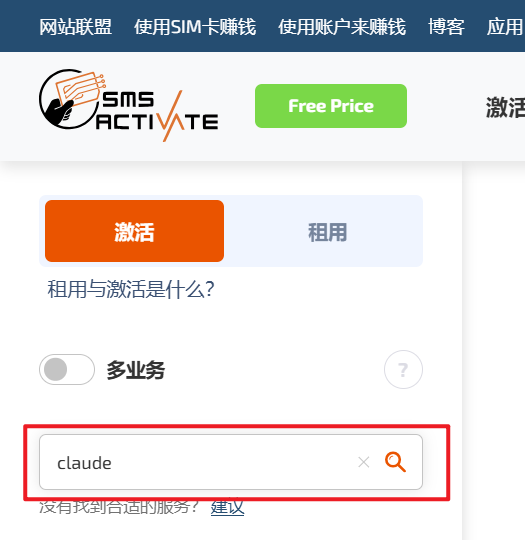 网站联盟 使用SIM卡赚钱 使用账户来赚钱 博客 应用
SMS
ACTIVATE
Free Price
激活
激活 租用
租用与激活是什么?
多业务
?
claude
没有找到合适的服务? 建议